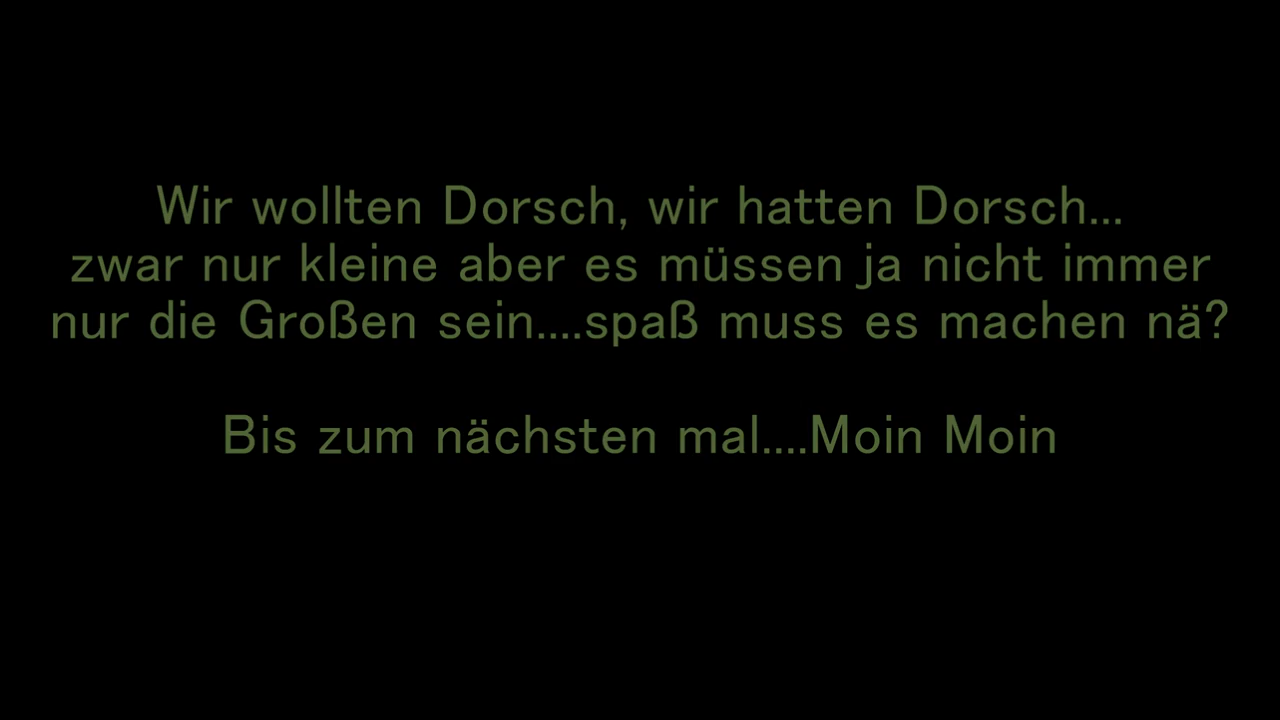 Wir wollten Dorsch, wir hatten Dorsch...
zwar nur kleine aber es müssen ja nicht immer
nur die Großen sein....spaß muss es machen nä?
Bis zum nächsten mal....Moin Moin